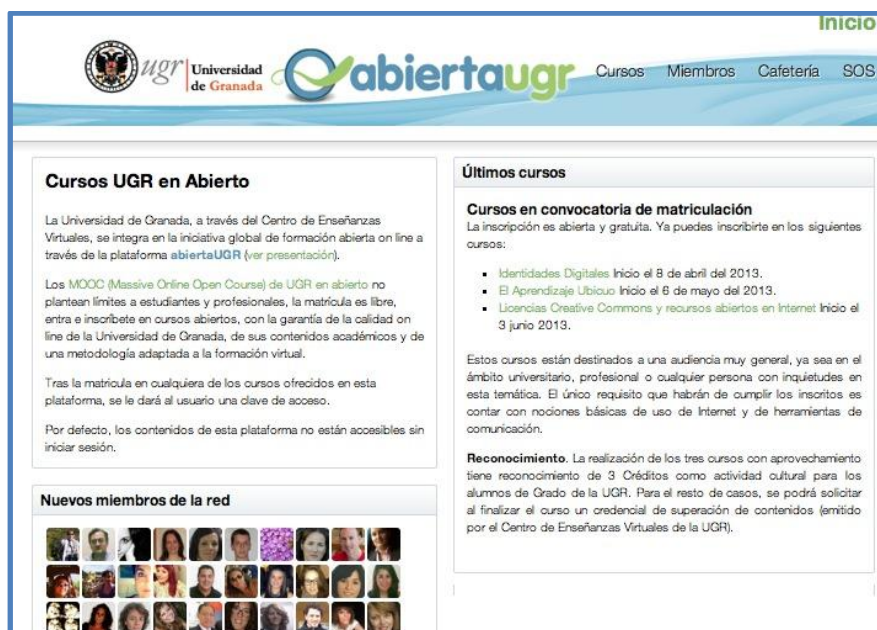 Inicio
ugr Universidad
de Granada
abiertaugr
Cursos Miembros Cafetería SOS
Cursos UGR en Abierto
La Universidad de Granada, a través del Centro de Enseñanzas
Virtuales, se integra en la iniciativa global de formación abierta on line a
través de la plataforma abiertaUGR (ver presentación).
Los MOOC (Massive Online Open Course) de UGR en abierto no
plantean límites a estudiantes y profesionales, la matrícula es libre,
entra e inscríbete en cursos abiertos, con la garantía de la calidad on
line de la Universidad de Granada, de sus contenidos académicos y de
una metodología adaptada a la formación virtual.
Tras la matricula en cualquiera de los cursos ofrecidos en esta
plataforma, se le dará al usuario una clave de acceso.
Por defecto, los contenidos de esta plataforma no están accesibles sin
iniciar sesión.
Nuevos miembros de la red
Últimos cursos
Cursos en convocatoria de matriculación
La inscripción es abierta y gratuita. Ya puedes inscribirte en los siguientes
cursos:
Identidades Digitales Inicio el 8 de abril del 2013.
El Aprendizaje Ubicuo Inicio el 6 de mayo del 2013.
Licencias Creative Commons y recursos abiertos en Internet Inicio el
3 junio 2013.
Estos cursos están destinados a una audiencia muy general, ya sea en el
ámbito universitario, profesional o cualquier persona con inquietudes en
esta temática. El único requisito que habrán de cumplir los inscritos es
contar con nociones básicas de uso de Internet y de herramientas de
comunicación.
Reconocimiento. La realización de los tres cursos con aprovechamiento
tiene reconocimiento de 3 Créditos como actividad cultural para los
alumnos de Grado de la UGR. Para el resto de casos, se podrá solicitar
al finalizar el curso un credencial de superación de contenidos (emitido
por el Centro de Enseñanzas Virtuales de la UGR).